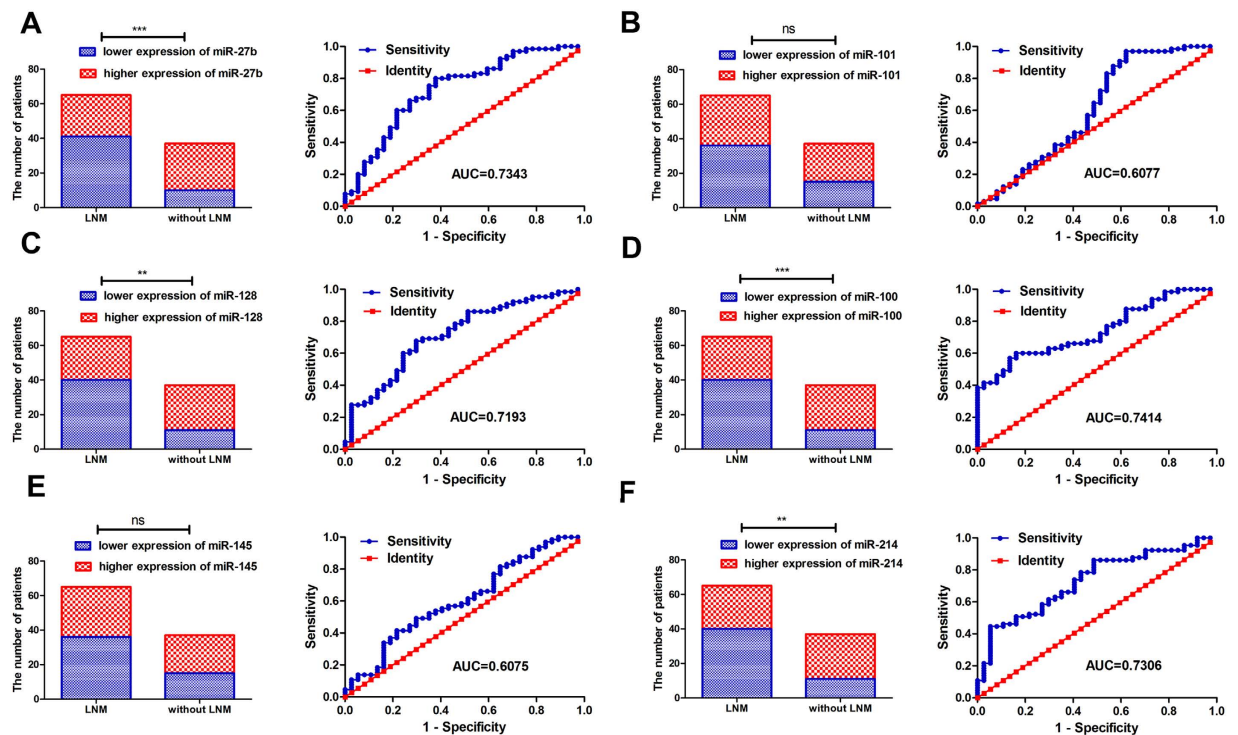 A
***
lower expression of miR-27b
higher expression of miR-27b
The number of patients
80
60
40
20
0
LNM
without LNM
Sensitivity
Identity
Sensitivity
1.0
0.8
0.6
0.4
0.2
0.0
AUC=0.7343
0.0 0.2 0.4 0.6 0.8 1.0
1 - Specificity
B
ns
lower expression of miR-101
higher expression of miR-101
The number of patients
80
60
40
20
0
LNM
without LNM
Sensitivity
Identity
Sensitivity
1.0
0.8
0.6
0.4
0.2
0.0
AUC=0.6077
0.0 0.2 0.4 0.6 0.8 1.0
1 - Specificity
C
**
lower expression of miR-128
higher expression of miR-128
The number of patients
80
60
40
20
0
LNM
without LNM
Sensitivity
Identity
Sensitivity
1.0
0.8
0.6
0.4
0.2
0.0
AUC=0.7193
0.0 0.2 0.4 0.6 0.8 1.0
1 - Specificity
D
***
lower expression of miR-100
higher expression of miR-100
The number of patients
80
60
40
20
0
LNM
without LNM
Sensitivity
Identity
Sensitivity
1.0
0.8
0.6
0.4
0.2
0.0
AUC=0.7414
0.0 0.2 0.4 0.6 0.8 1.0
1 - Specificity
E
ns
lower expression of miR-145
higher expression of miR-145
The number of patients
80
60
40
20
0
LNM
without LNM
Sensitivity
Identity
Sensitivity
1.0
0.8
0.6
0.4
0.2
0.0
AUC=0.6075
0.0 0.2 0.4 0.6 0.8 1.0
1 - Specificity
F
**
lower expression of miR-214
higher expression of miR-214
The number of patients
80
60
40
20
0
LNM
without LNM
Sensitivity
Identity
Sensitivity
1.0
0.8
0.6
0.4
0.2
0.0
AUC=0.7306
0.0 0.2 0.4 0.6 0.8 1.0
1 - Specificity